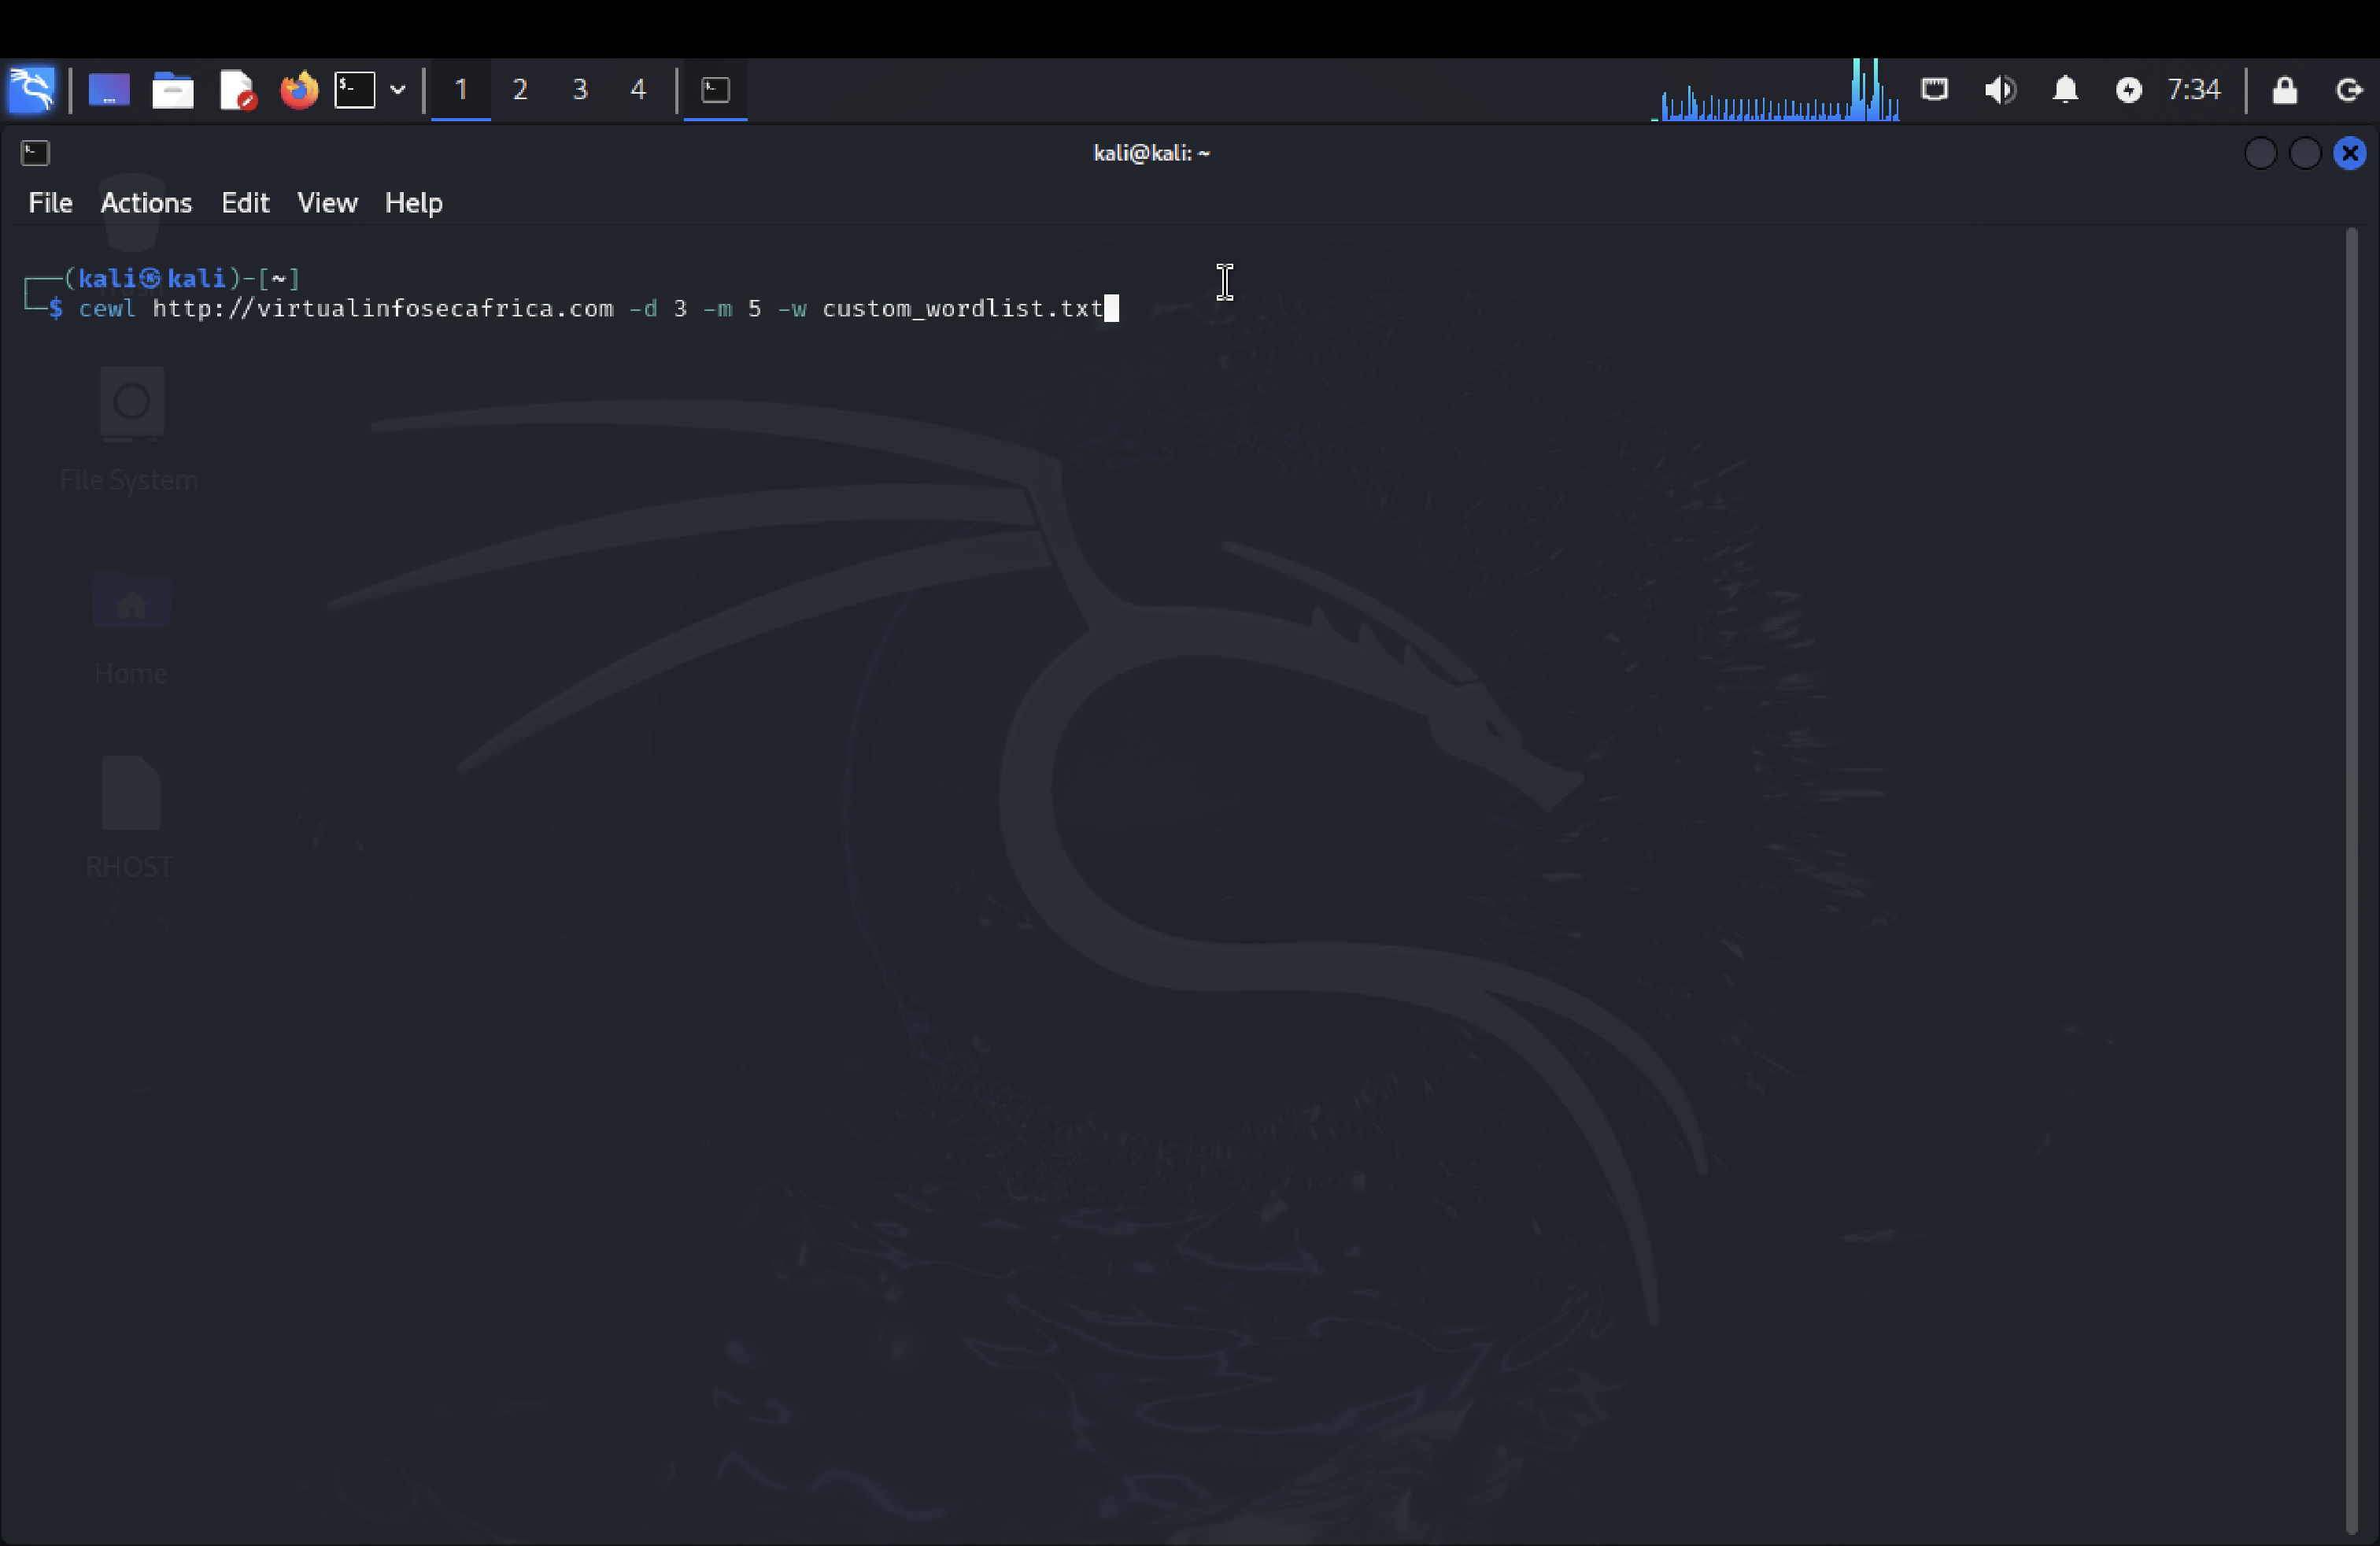 1 2 3 4 7:34
kali@kali: ~
File Actions Edit View Help
┌──(kali㉿kali)-[~]
└─$ cewl http://virtualinfosecafrica.com -d 3 -m 5 -w custom_wordlist.txt
File System
Home
RHOST